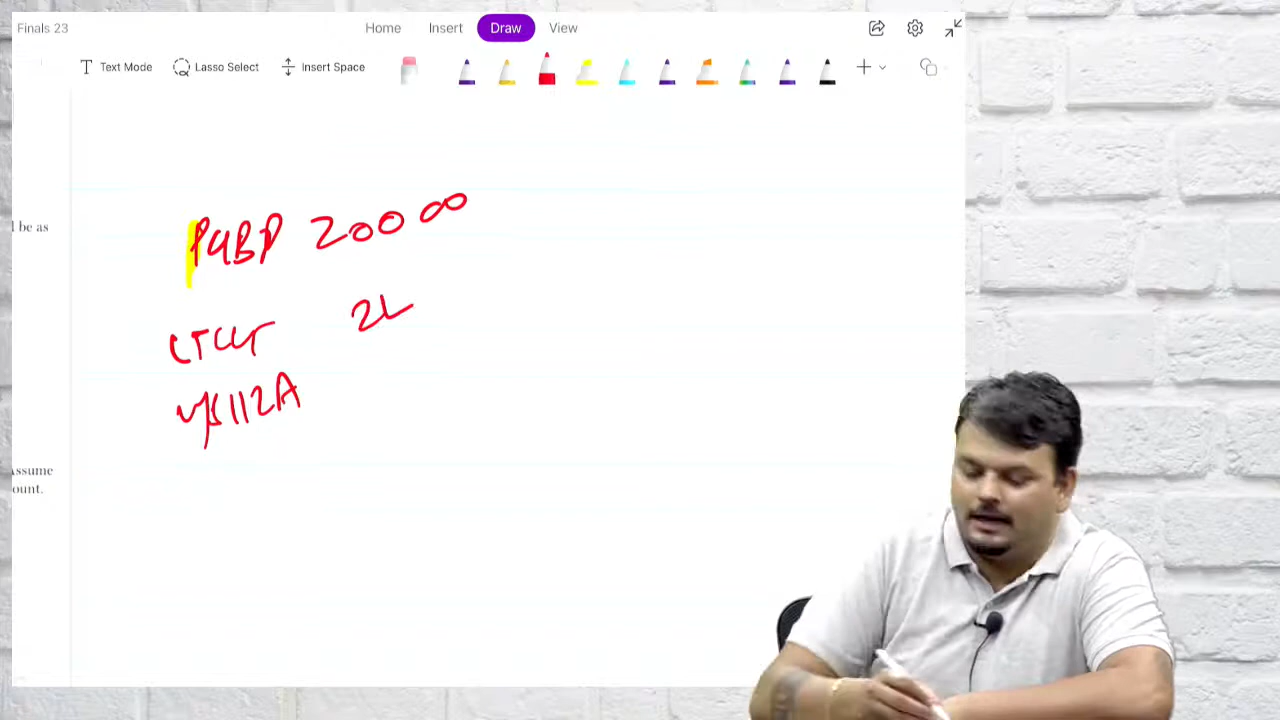 Finals 23
Home Insert Draw View
Text Mode Lasso Select Insert Space
l be as
PGBP 200000
LTCG 2L
u/s 112A
Assume
ount.